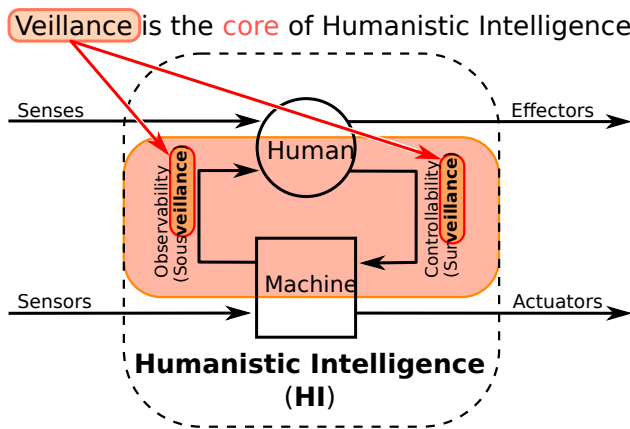 Veillance is the core of Humanistic Intelligence
Senses
Effectors
Human
Observability
(Sousveillance)
Controllability
(Surveillance)
Machine
Sensors
Actuators
Humanistic Intelligence
(HI)